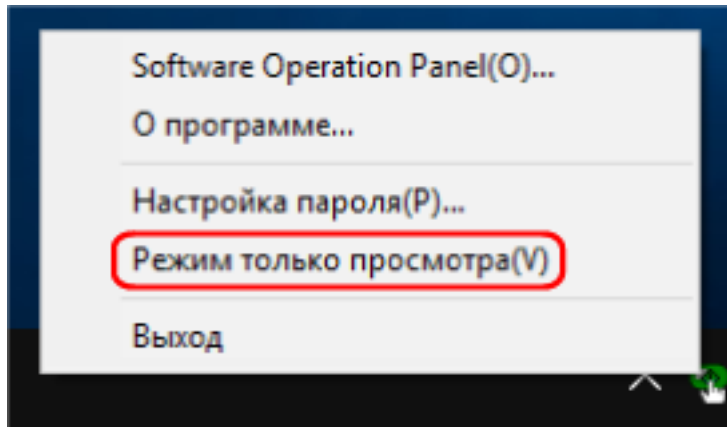 Software Operation Panel(O)...
О программе...
Настройка пароля(P)...
Режим только просмотра(V)
Выход